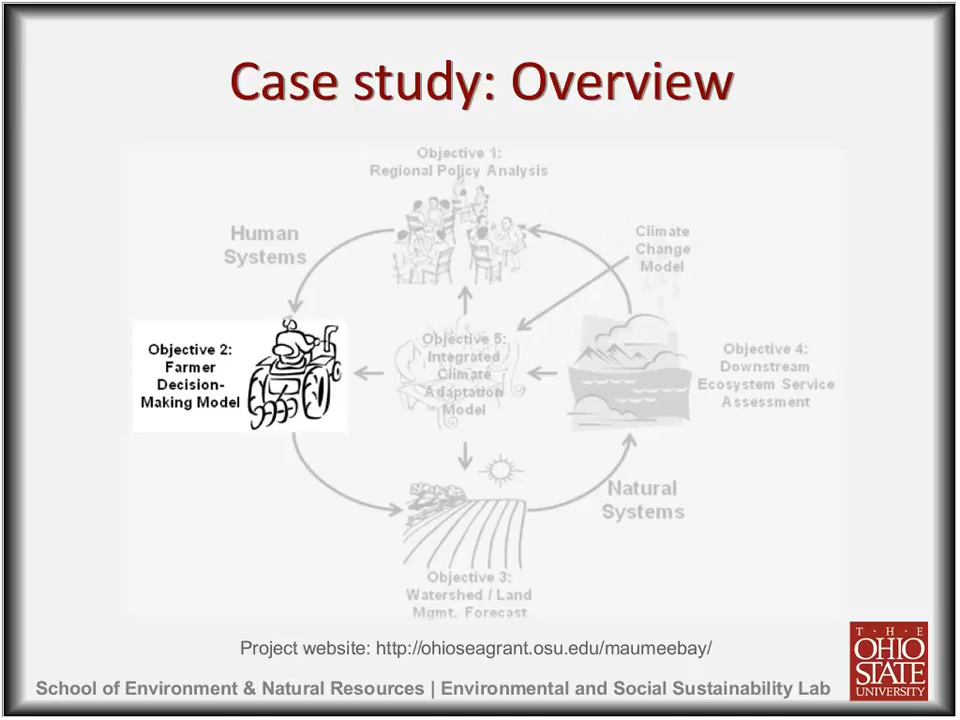 Case study: Overview
Objective 1:
Regional Policy Analysis
Human
Systems
Climate
Change
Model
Objective 2:
Farmer
Decision-
Making Model
Objective 5:
Integrated
Climate
Adaptation
Model
Objective 4:
Downstream
Ecosystem Service
Assessment
Natural
Systems
Objective 3:
Watershed / Land
Mgmt. Forecast
Project website: http://ohioseagrant.osu.edu/maumeebay/
School of Environment & Natural Resources | Environmental and Social Sustainability Lab
T · H · E
OHIO
STATE
UNIVERSITY